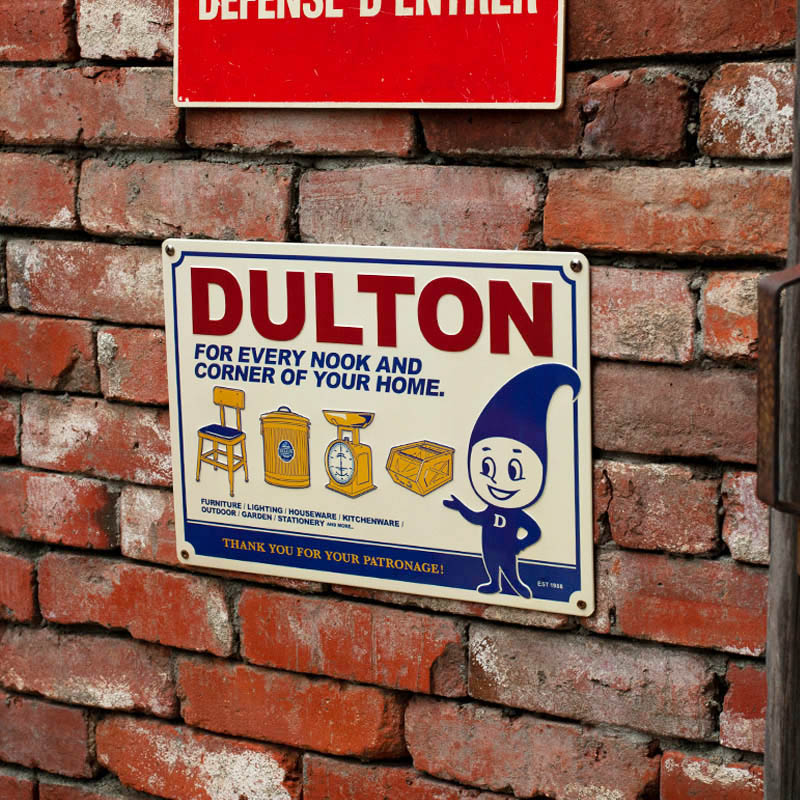 DÉFENSE D'ENTRER
DULTON
FOR EVERY NOOK AND
CORNER OF YOUR HOME.
FURNITURE / LIGHTING / HOUSEWARE / KITCHENWARE /
OUTDOOR / GARDEN / STATIONERY AND MORE..
D
THANK YOU FOR YOUR PATRONAGE!
EST 1988